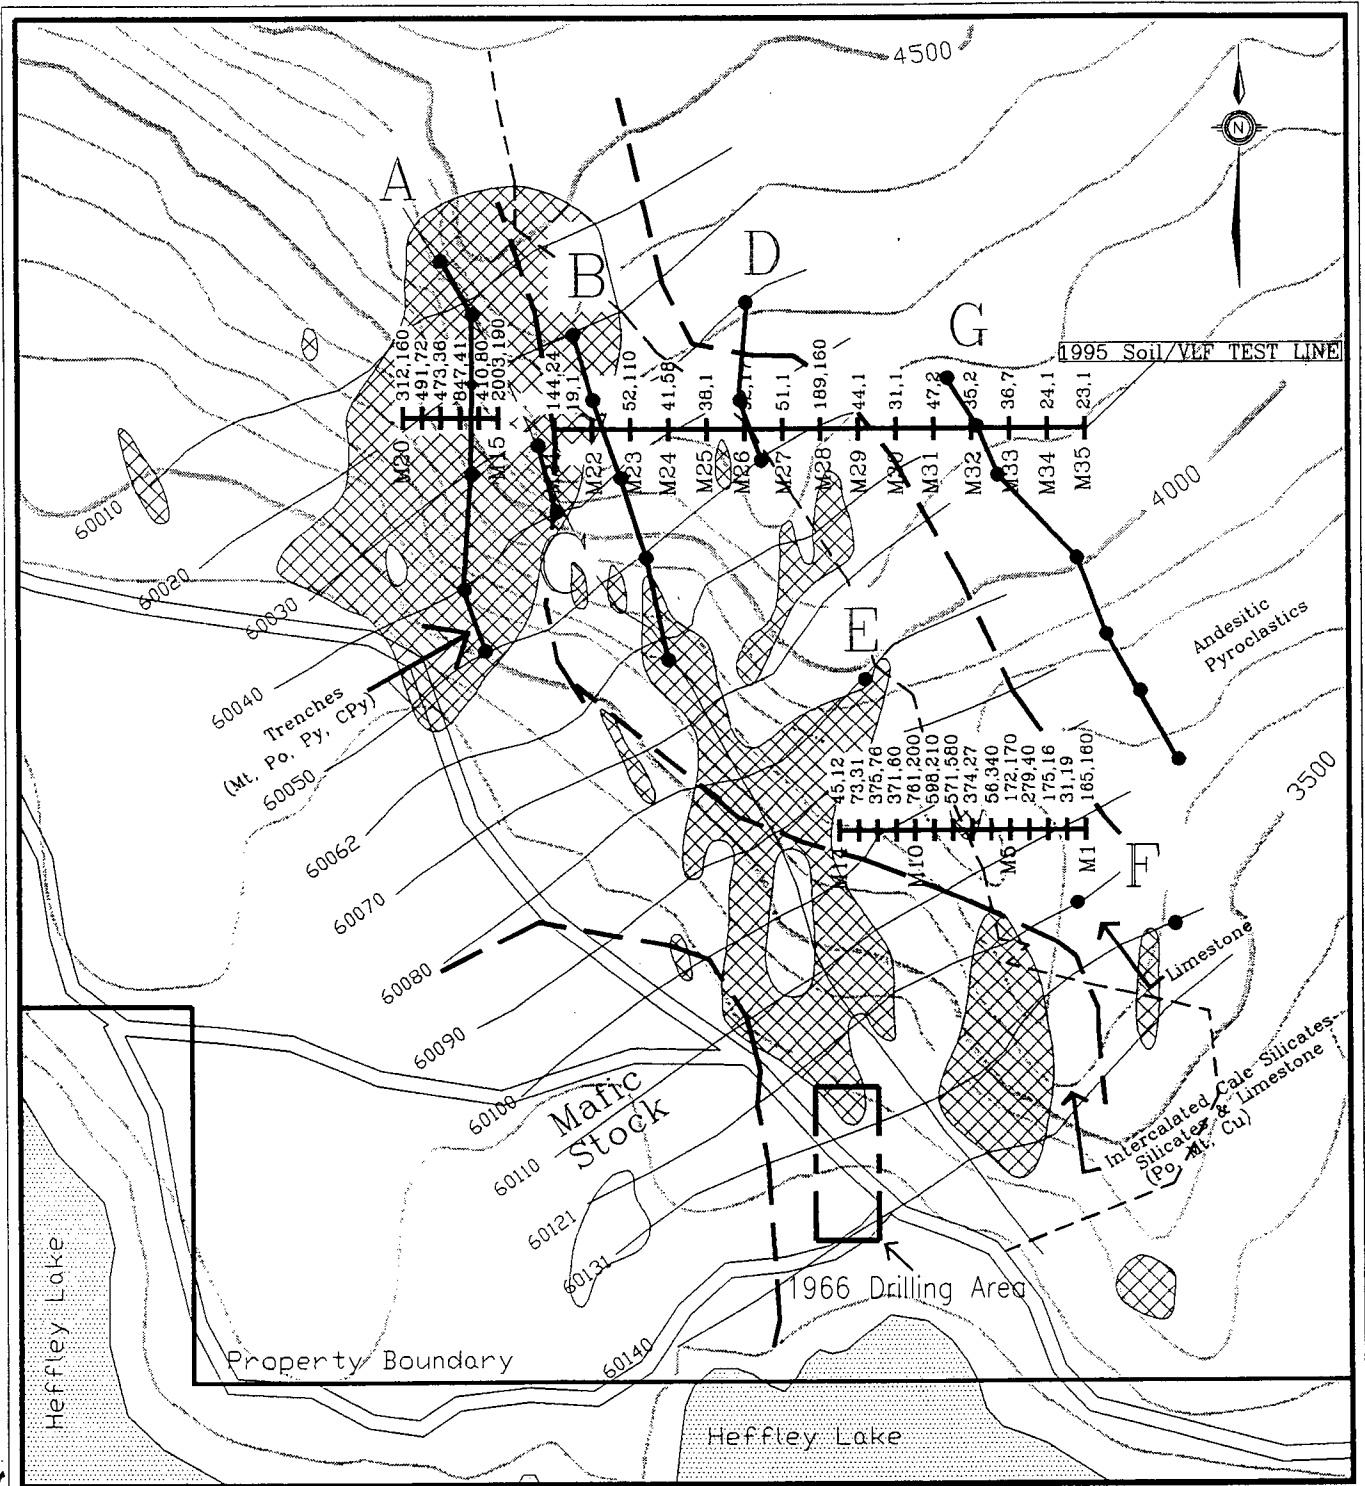 4500
N
A
B
D
G
1995 Soil/VLF TEST LINE
312,160
491,72
473,36
847,41
410,80
2003,190
144,24
19,1
52,110
41,58
38,1
51,1
189,160
44,1
31,1
47,2
35,2
36,7
24,1
23,1
M20
M15
M22
M23
M24
M25
M26
M27
M28
M29
M30
M31
M32
M33
M34
M35
4000
60010
60020
60030
60040
Trenches
(Mt, Po, Py, CPy)
60050
60062
60070
60080
60090
60100
60110
60121
60131
60140
E
Andesitic
Pyroclastics
3500
45,12
73,31
375,76
371,60
761,200
598,210
571,580
374,27
56,340
172,170
279,40
175,16
31,19
165,160
M14
M10
M5
M1
F
Limestone
Intercalated Calc Silicates
Silicates & Limestone
(Po, Mt, Cu)
Mafic
Stock
1966 Drilling Area
Property Boundary
Heffley Lake
Heffley Lake